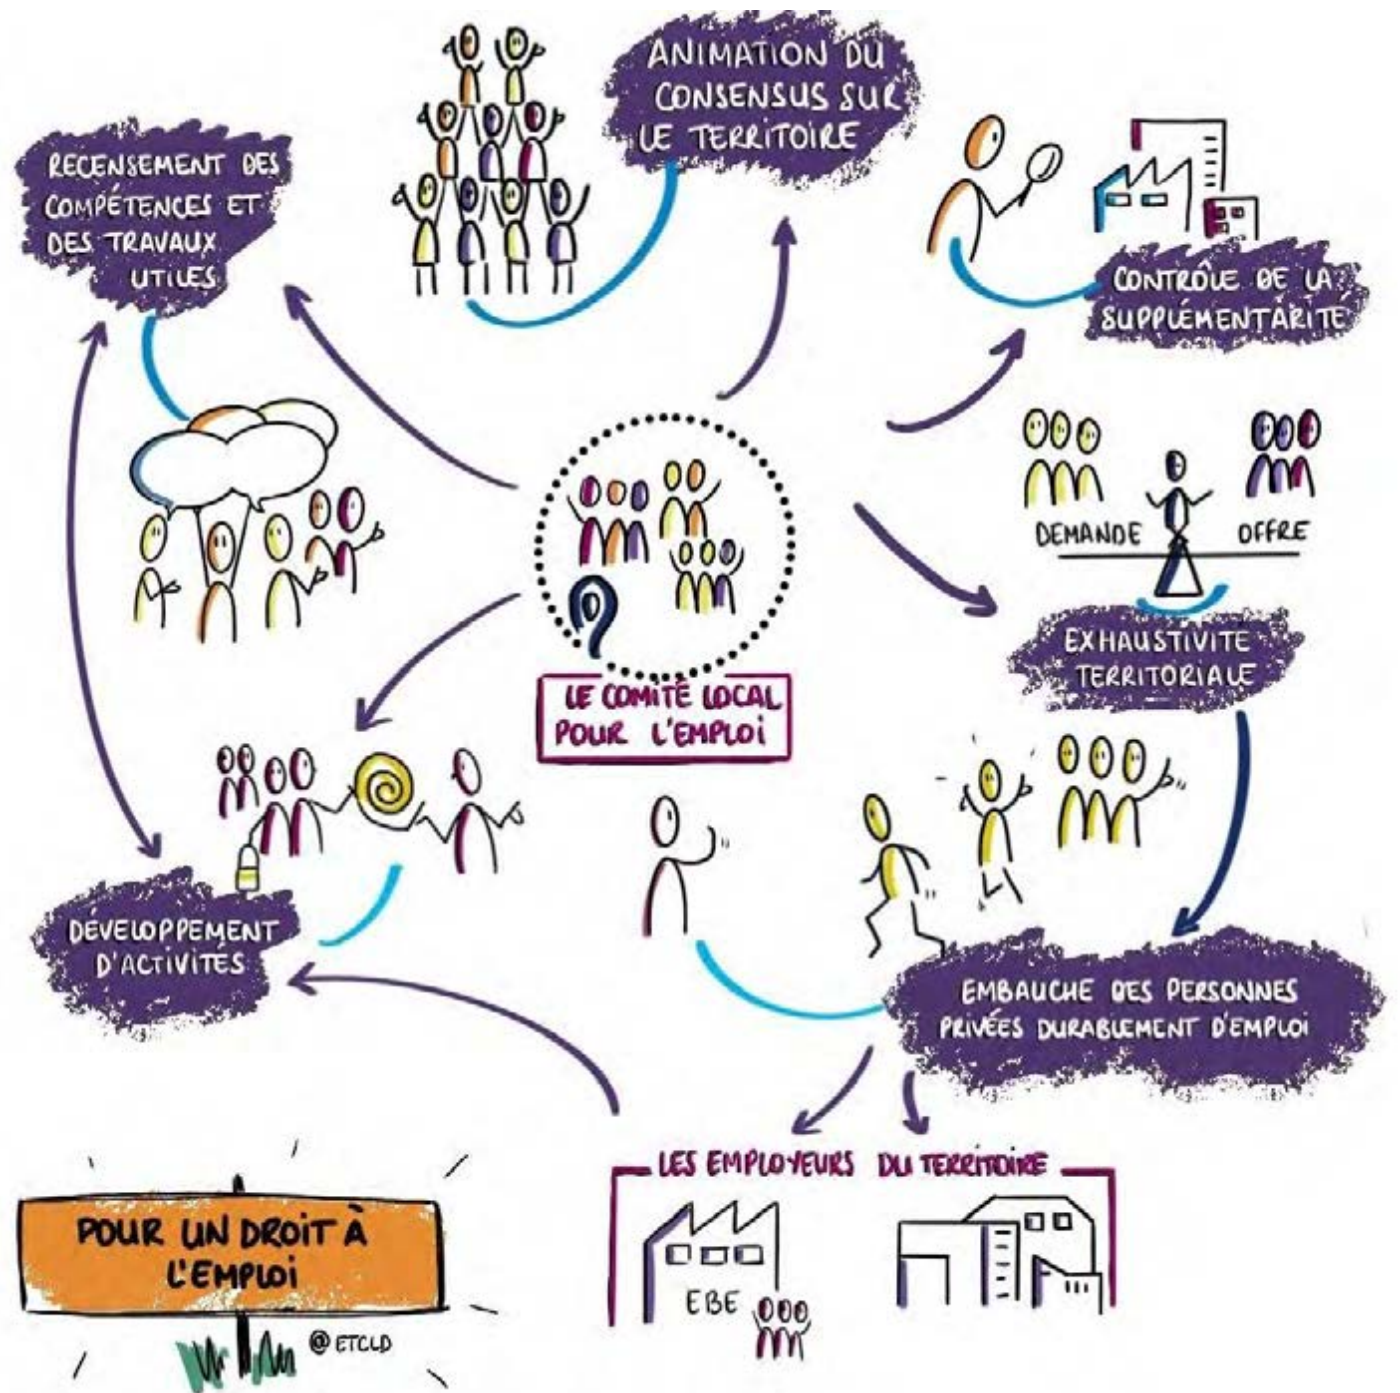 ANIMATION DU
CONSENSUS SUR
LE TERRITOIRE
RECENSEMENT DES
COMPÉTENCES ET
DES TRAVAUX
UTILES
CONTRÔLE DE LA
SUPPLÉMENTARITÉ
DEMANDE
OFFRE
EXHAUSTIVITE
TERRITORIALE
LE COMITÉ LOCAL
POUR L'EMPLOI
DÉVELOPPEMENT
D'ACTIVITÉS
EMBAUCHE DES PERSONNES
PRIVÉES DURABLEMENT D'EMPLOI
LES EMPLOYEURS DU TERRITOIRE
EBE
POUR UN DROIT À
L'EMPLOI
@ ETCLD